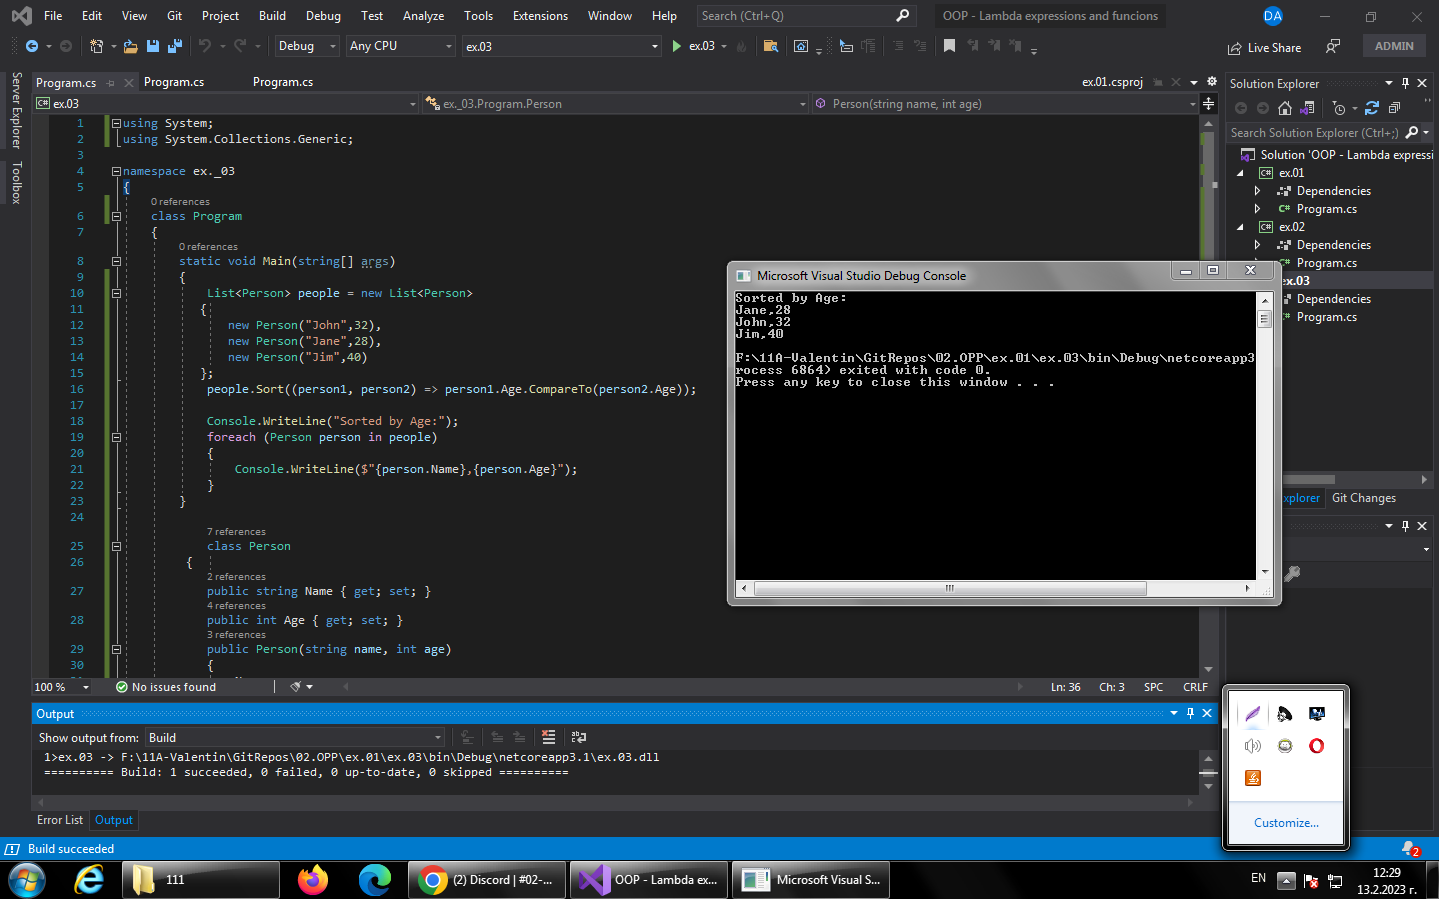 File Edit View Git Project Build Debug Test Analyze Tools Extensions Window Help Search (Ctrl+Q) OOP - Lambda expressions and funcions DA
Debug Any CPU ex.03 ex.03 Live Share ADMIN
Server Explorer
Toolbox
Program.cs Program.cs Program.cs ex.01.csproj
ex.03 ex._03.Program.Person Person(string name, int age)
1 using System;
2 using System.Collections.Generic;
3
4 namespace ex._03
5 {
0 references
6 class Program
7 {
0 references
8 static void Main(string[] args)
9 {
10 List<Person> people = new List<Person>
11 {
12 new Person("John",32),
13 new Person("Jane",28),
14 new Person("Jim",40)
15 };
16 people.Sort((person1, person2) => person1.Age.CompareTo(person2.Age));
17
18 Console.WriteLine("Sorted by Age:");
19 foreach (Person person in people)
20 {
21 Console.WriteLine($"{person.Name},{person.Age}");
22 }
23 }
24
7 references
25 class Person
26 {
2 references
27 public string Name { get; set; }
4 references
28 public int Age { get; set; }
3 references
29 public Person(string name, int age)
30 {
100 % No issues found Ln: 36 Ch: 3 SPC CRLF
Microsoft Visual Studio Debug Console
Sorted by Age:
Jane,28
John,32
Jim,40
F:\11A-Valentin\GitRepos\02.OPP\ex.01\ex.03\bin\Debug\netcoreapp3
rocess 6864) exited with code 0.
Press any key to close this window . . .
Solution Explorer
Search Solution Explorer (Ctrl+;)
Solution 'OOP - Lambda expressi
ex.01
Dependencies
Program.cs
ex.02
Dependencies
Program.cs
ex.03
Dependencies
Program.cs
xplorer Git Changes
Output
Show output from: Build
1>ex.03 -> F:\11A-Valentin\GitRepos\02.OPP\ex.01\ex.03\bin\Debug\netcoreapp3.1\ex.03.dll
========== Build: 1 succeeded, 0 failed, 0 up-to-date, 0 skipped ==========
Error List Output
Customize...
Build succeeded 2
111 (2) Discord | #02-... OOP - Lambda ex... Microsoft Visual S... EN 12:29
13.2.2023 г.